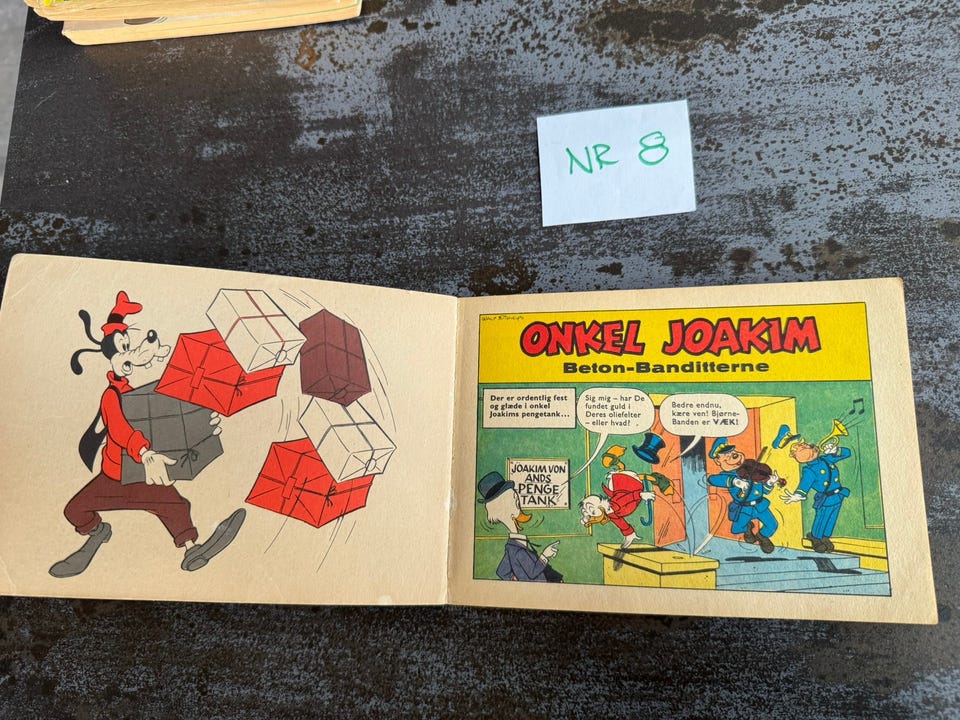 NR 8
WALT DISNEY'S
ONKEL JOAKIM
Beton-Banditterne
Der er ordentlig fest
og glæde i onkel
Joakims pengetank...
Sig mig - har De
fundet guld i
Deres oliefelter
- eller hvad?
Bedre endnu,
kære ven! Bjørne-
Banden er VÆK!
JOAKIM VON
ANDS
PENGE
TANK